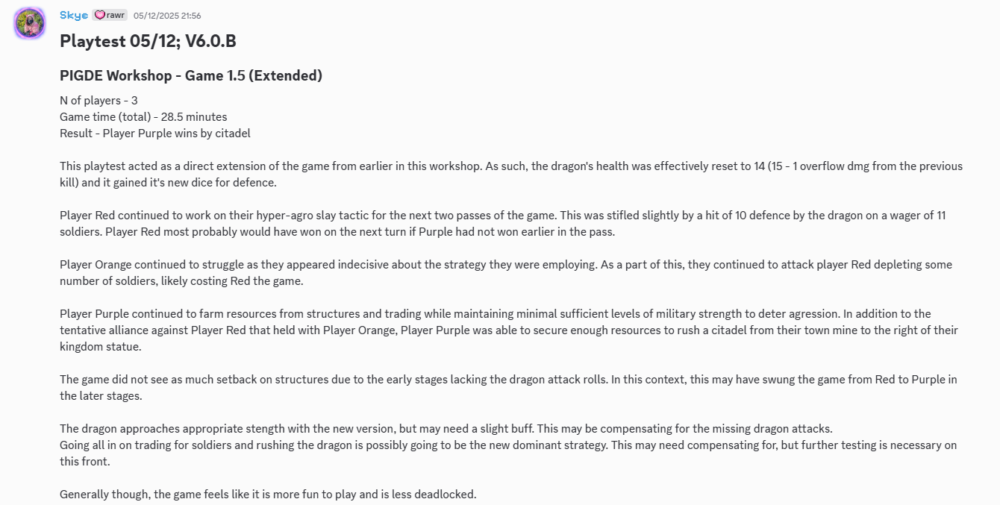 Skye rawr 05/12/2025 21:56
Playtest 05/12; V6.0.B
PIGDE Workshop - Game 1.5 (Extended)
N of players - 3
Game time (total) - 28.5 minutes
Result - Player Purple wins by citadel
This playtest acted as a direct extension of the game from earlier in this workshop. As such, the dragon's health was effectively reset to 14 (15 - 1 overflow dmg from the previous
kill) and it gained it's new dice for defence.
Player Red continued to work on their hyper-agro slay tactic for the next two passes of the game. This was stifled slightly by a hit of 10 defence by the dragon on a wager of 11
soldiers. Player Red most probably would have won on the next turn if Purple had not won earlier in the pass.
Player Orange continued to struggle as they appeared indecisive about the strategy they were employing. As a part of this, they continued to attack player Red depleting some
number of soldiers, likely costing Red the game.
Player Purple continued to farm resources from structures and trading while maintaining minimal sufficient levels of military strength to deter agression. In addition to the
tentative alliance against Player Red that held with Player Orange, Player Purple was able to secure enough resources to rush a citadel from their town mine to the right of their
kingdom statue.
The game did not see as much setback on structures due to the early stages lacking the dragon attack rolls. In this context, this may have swung the game from Red to Purple in
the later stages.
The dragon approaches appropriate stength with the new version, but may need a slight buff. This may be compensating for the missing dragon attacks.
Going all in on trading for soldiers and rushing the dragon is possibly going to be the new dominant strategy. This may need compensating for, but further testing is necessary on
this front.
Generally though, the game feels like it is more fun to play and is less deadlocked.